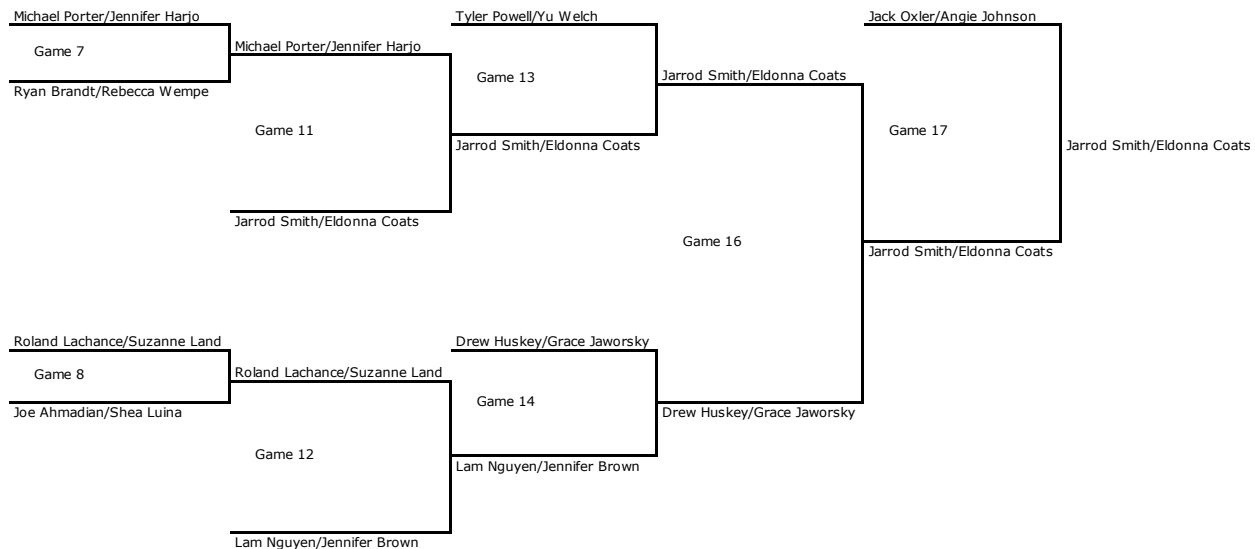 Michael Porter/Jennifer Harjo
Tyler Powell/Yu Welch
Jack Oxler/Angie Johnson
Game 7
Michael Porter/Jennifer Harjo
Game 13
Jarrod Smith/Eldonna Coats
Ryan Brandt/Rebecca Wempe
Game 11
Game 17
Jarrod Smith/Eldonna Coats
Jarrod Smith/Eldonna Coats
Jarrod Smith/Eldonna Coats
Game 16
Jarrod Smith/Eldonna Coats
Roland Lachance/Suzanne Land
Drew Huskey/Grace Jaworsky
Game 8
Roland Lachance/Suzanne Land
Game 14
Joe Ahmadian/Shea Luina
Drew Huskey/Grace Jaworsky
Game 12
Lam Nguyen/Jennifer Brown
Lam Nguyen/Jennifer Brown